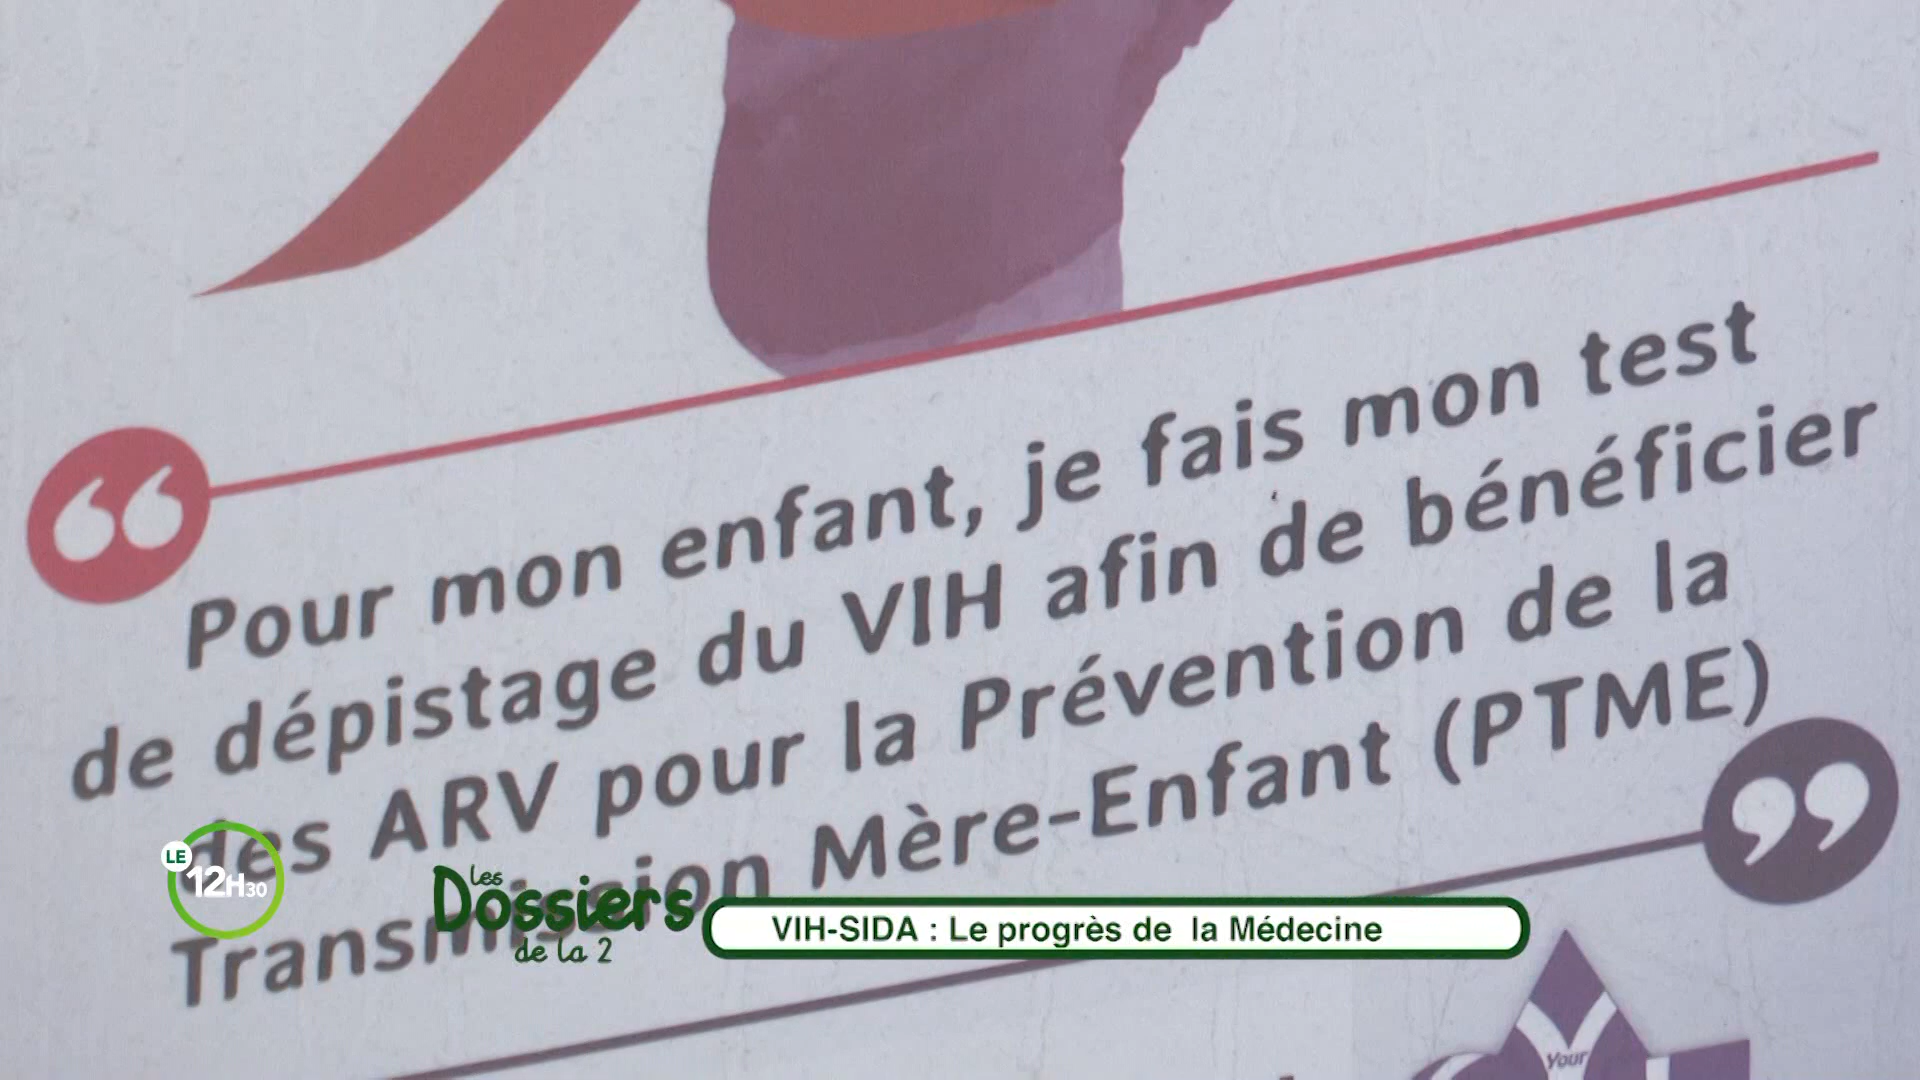 “
Pour mon enfant, je fais mon test
de dépistage du VIH afin de bénéficier
des ARV pour la Prévention de la
Transmission Mère-Enfant (PTME)
”
LE
12H30
Les
Dossiers
de la 2
VIH-SIDA : Le progrès de la Médecine
Your